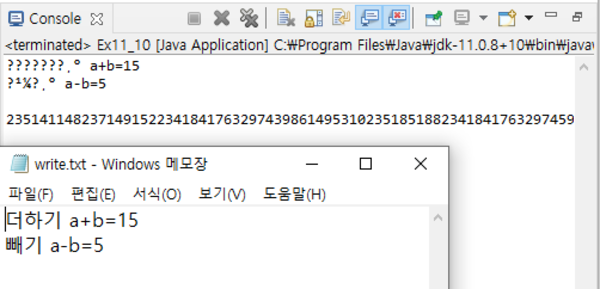 Console
<terminated> Ex11_10 [Java Application] C:₩Program Files₩Java₩jdk-11.0.8+10₩bin₩java
???????¸° a+b=15
?¹¼?¸° a-b=5
23514114823714915223418417632974398614953102351851882341841763297459
write.txt - Windows 메모장
파일(F) 편집(E) 서식(O) 보기(V) 도움말(H)
더하기 a+b=15
빼기 a-b=5